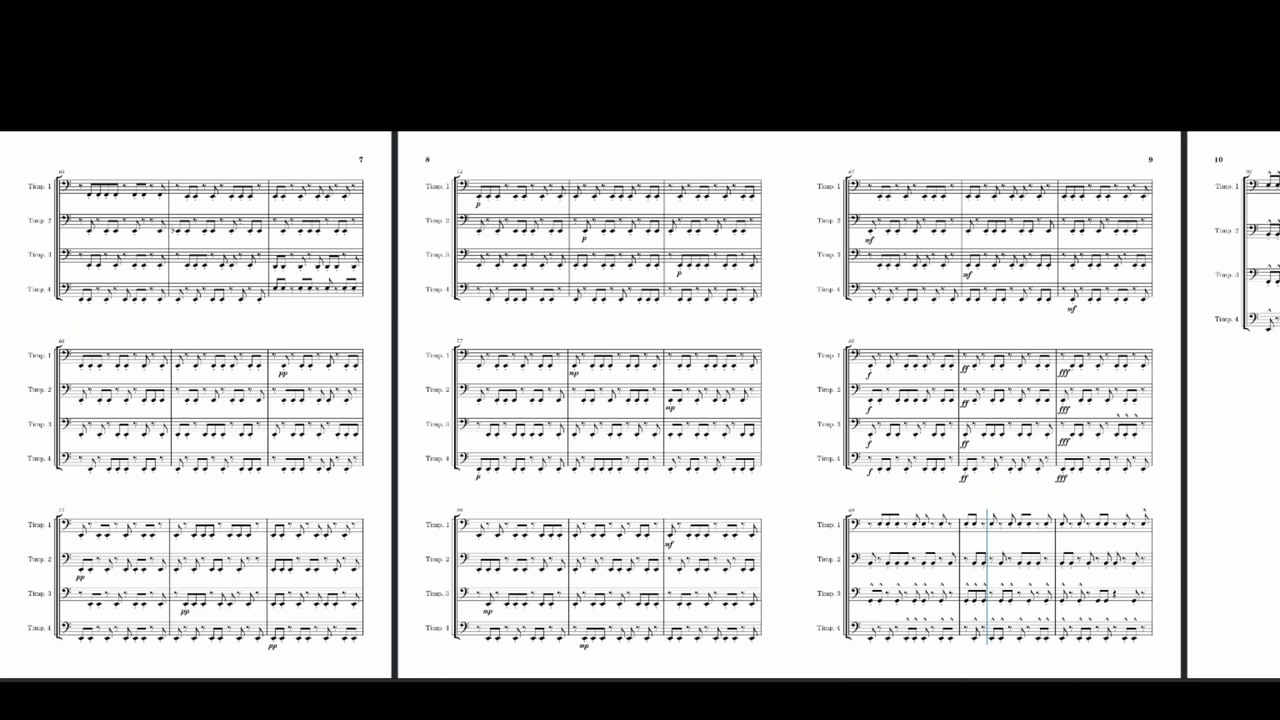 7
Timp. 1
Timp. 2
Timp. 3
Timp. 4
Timp. 1
pp
Timp. 2
Timp. 3
Timp. 4
Timp. 1
Timp. 2
pp
Timp. 3
pp
Timp. 4
pp
8
74
Timp. 1
p
Timp. 2
p
Timp. 3
p
Timp. 4
77
Timp. 1
mp
Timp. 2
mp
Timp. 3
Timp. 4
p
80
Timp. 1
mf
Timp. 2
Timp. 3
mp
Timp. 4
mp
9
Timp. 1
Timp. 2
mf
Timp. 3
mf
Timp. 4
mf
Timp. 1
f ff fff
Timp. 2
f ff fff
Timp. 3
f ff fff
Timp. 4
f ff fff
89
Timp. 1
Timp. 2
Timp. 3
Timp. 4
10
Timp. 1
Timp. 2
Timp. 3
Timp. 4